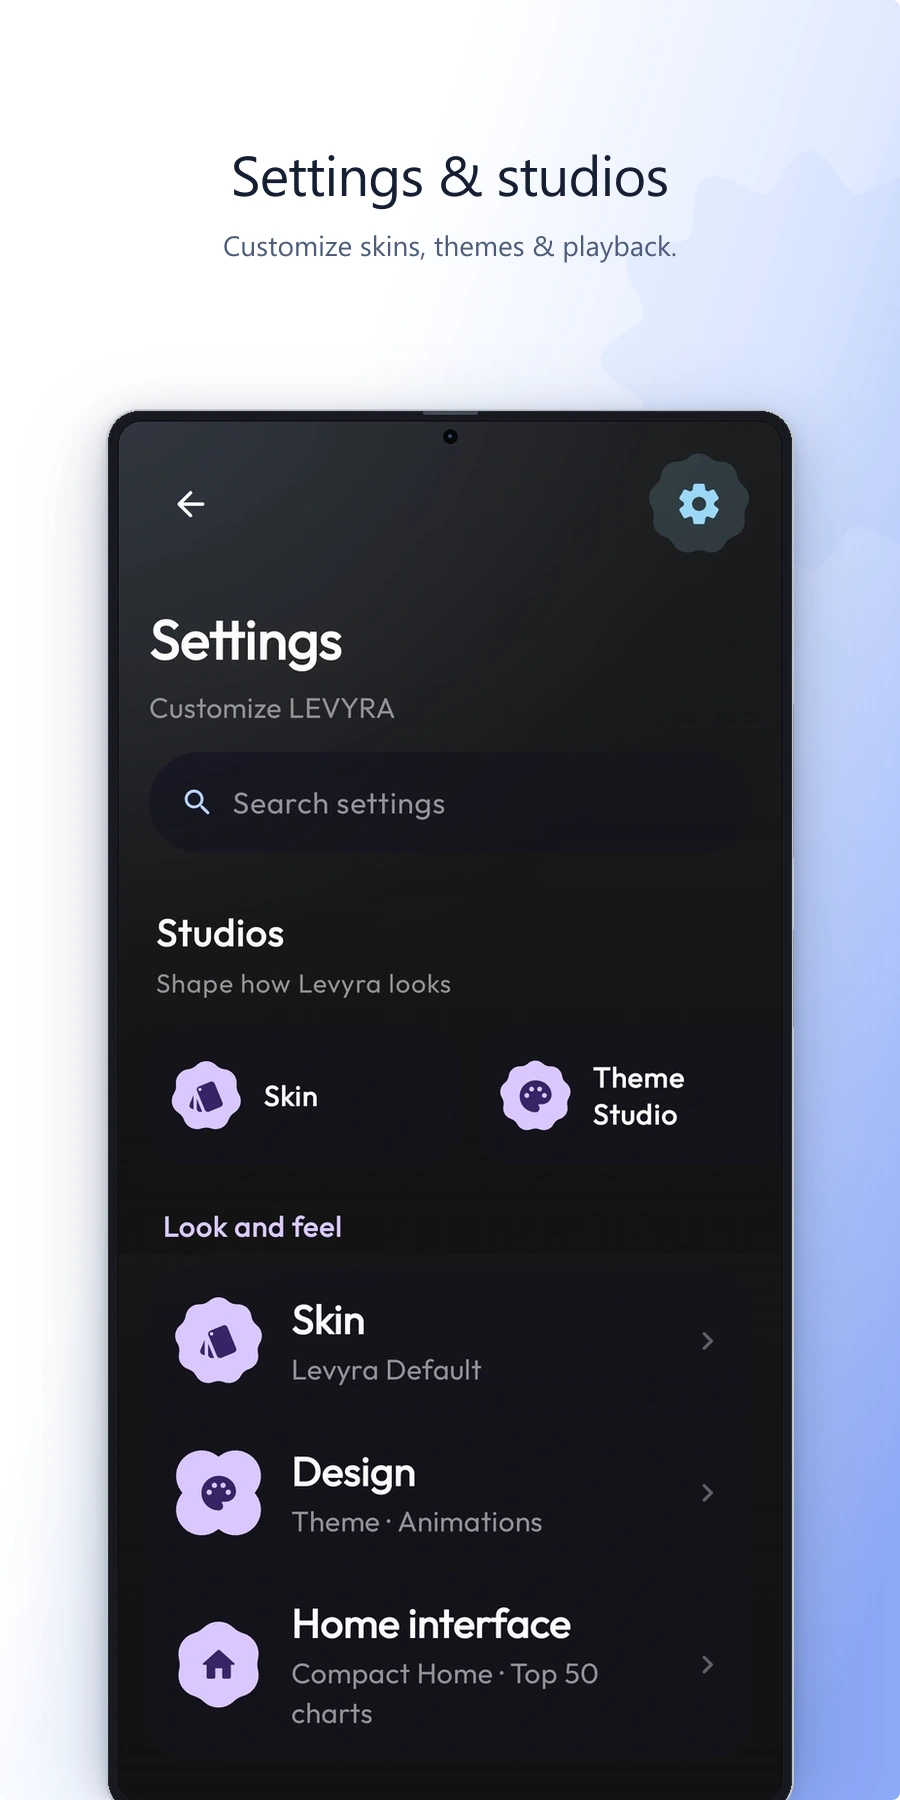 Settings & studios
Customize skins, themes & playback.
Settings
Customize LEVYRA
Search settings
Studios
Shape how Levyra looks
Skin
Theme
Studio
Look and feel
Skin
Levyra Default
Design
Theme · Animations
Home interface
Compact Home · Top 50
charts